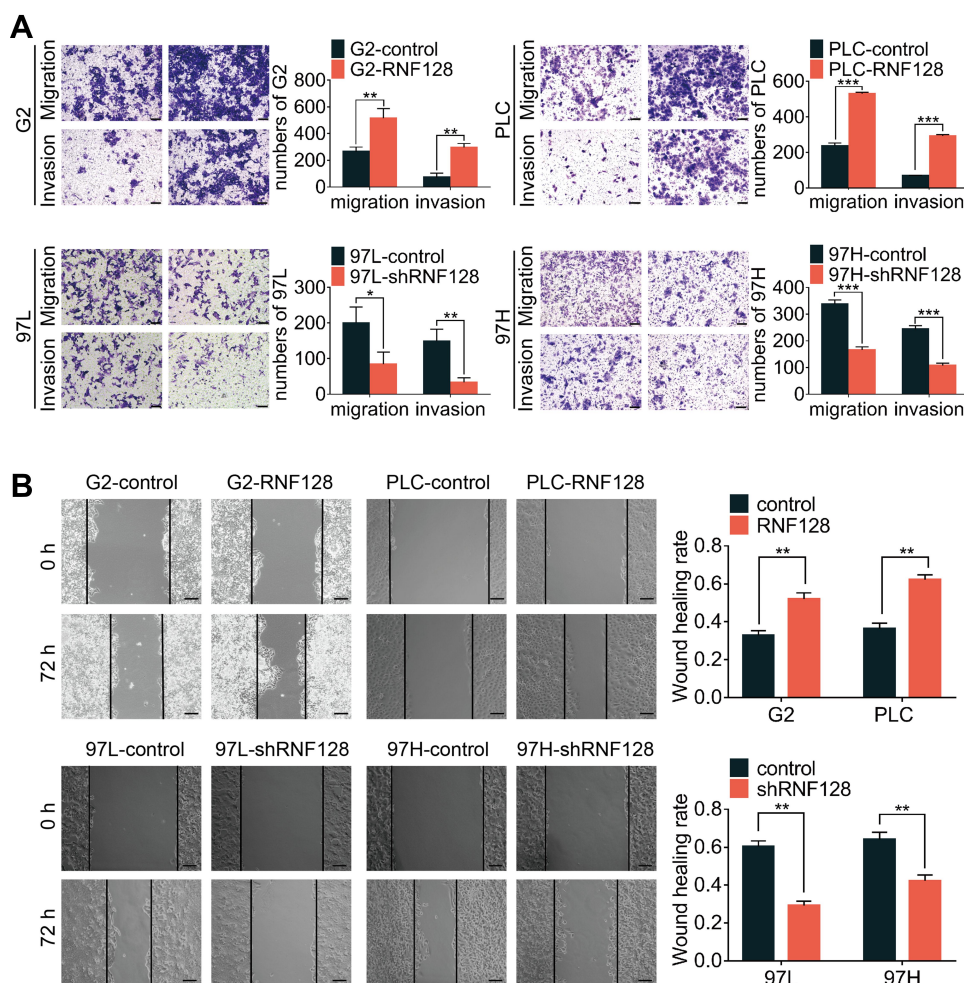 A
G2
Migration
Invasion
numbers of G2
G2-control
G2-RNF128
800
600
400
200
0
**
**
migration invasion
PLC
Migration
Invasion
numbers of PLC
PLC-control
PLC-RNF128
600
400
200
0
***
***
migration invasion
97L
Migration
Invasion
numbers of 97L
97L-control
97L-shRNF128
300
200
100
0
*
**
migration invasion
97H
Migration
Invasion
numbers of 97H
97H-control
97H-shRNF128
400
300
200
100
0
***
***
migration invasion
B
G2-control G2-RNF128 PLC-control PLC-RNF128
0 h
72 h
control
RNF128
Wound healing rate
0.8
0.6
0.4
0.2
0.0
**
**
G2 PLC
97L-control 97L-shRNF128 97H-control 97H-shRNF128
0 h
72 h
control
shRNF128
Wound healing rate
0.8
0.6
0.4
0.2
0.0
**
**
97L 97H